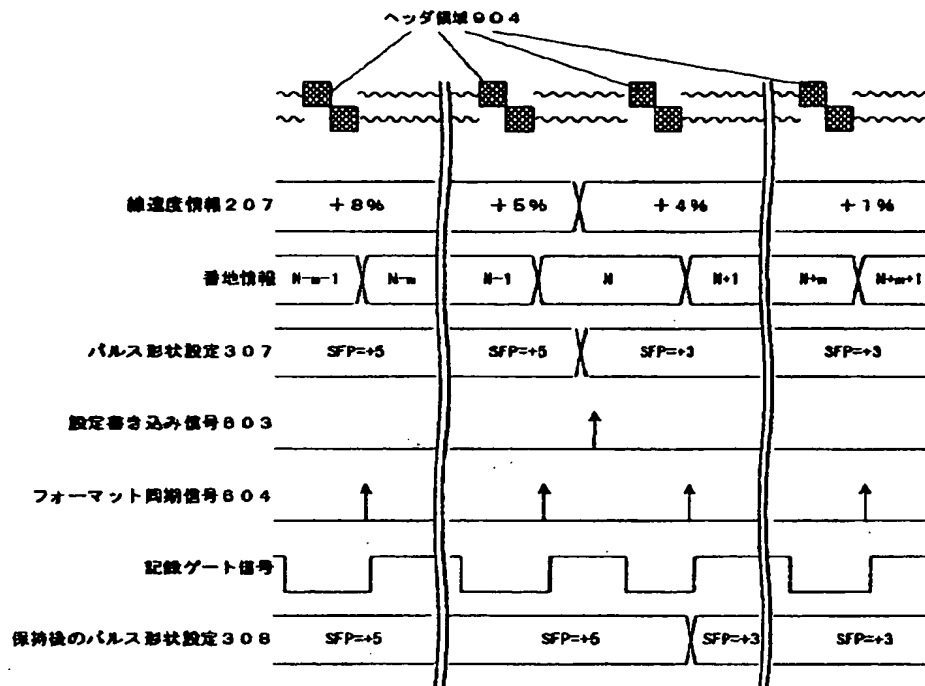 ヘッダ領域904
線速度情報207 +8% +5% +4% +1%
番地情報 N-m-1 N-m N-1 N N+1 N+m N+m+1
パルス形状設定307 SFP=+5 SFP=+5 SFP=+3 SFP=+3
設定書き込み信号603
フォーマット同期信号604
記録ゲート信号
保持後のパルス形状設定308 SFP=+5 SFP=+5 SFP=+3 SFP=+3